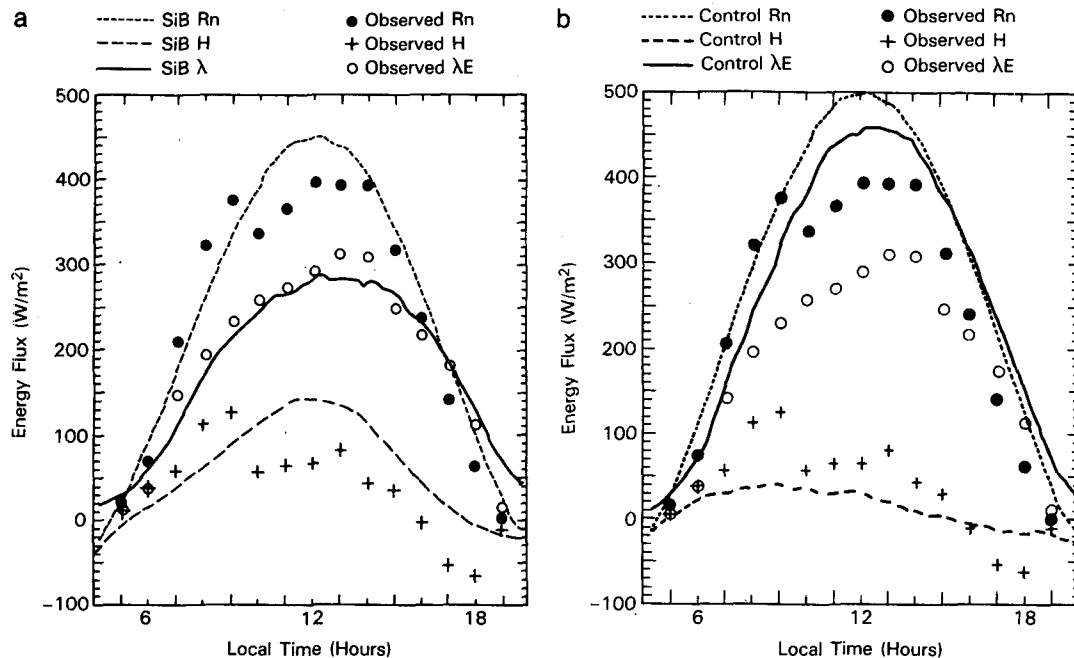 a
SiB Rn
Observed Rn
SiB H
Observed H
SiB λ
Observed λE
500
400
300
200
100
0
-100
Energy Flux (W/m²)
6
12
18
Local Time (Hours)
b
Control Rn
Observed Rn
Control H
Observed H
Control λE
Observed λE
500
400
300
200
100
0
-100
Energy Flux (W/m²)
6
12
18
Local Time (Hours)